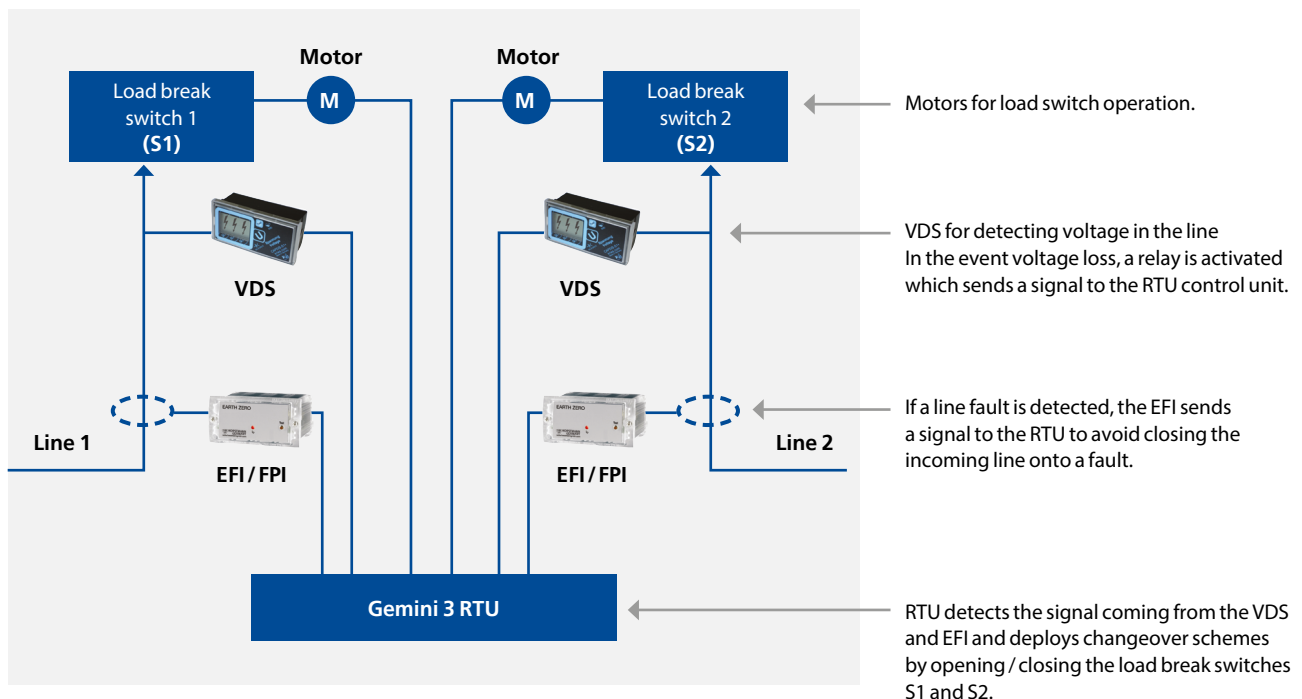 Motor
Motor
Load break
switch 1
(S1)
M
M
Load break
switch 2
(S2)
Motors for load switch operation.
VDS
VDS
VDS for detecting voltage in the line
In the event voltage loss, a relay is activated
which sends a signal to the RTU control unit.
EARTH ZERO
EARTH ZERO
Line 1
EFI / FPI
EFI / FPI
Line 2
If a line fault is detected, the EFI sends
a signal to the RTU to avoid closing the
incoming line onto a fault.
Gemini 3 RTU
RTU detects the signal coming from the VDS
and EFI and deploys changeover schemes
by opening / closing the load break switches
S1 and S2.